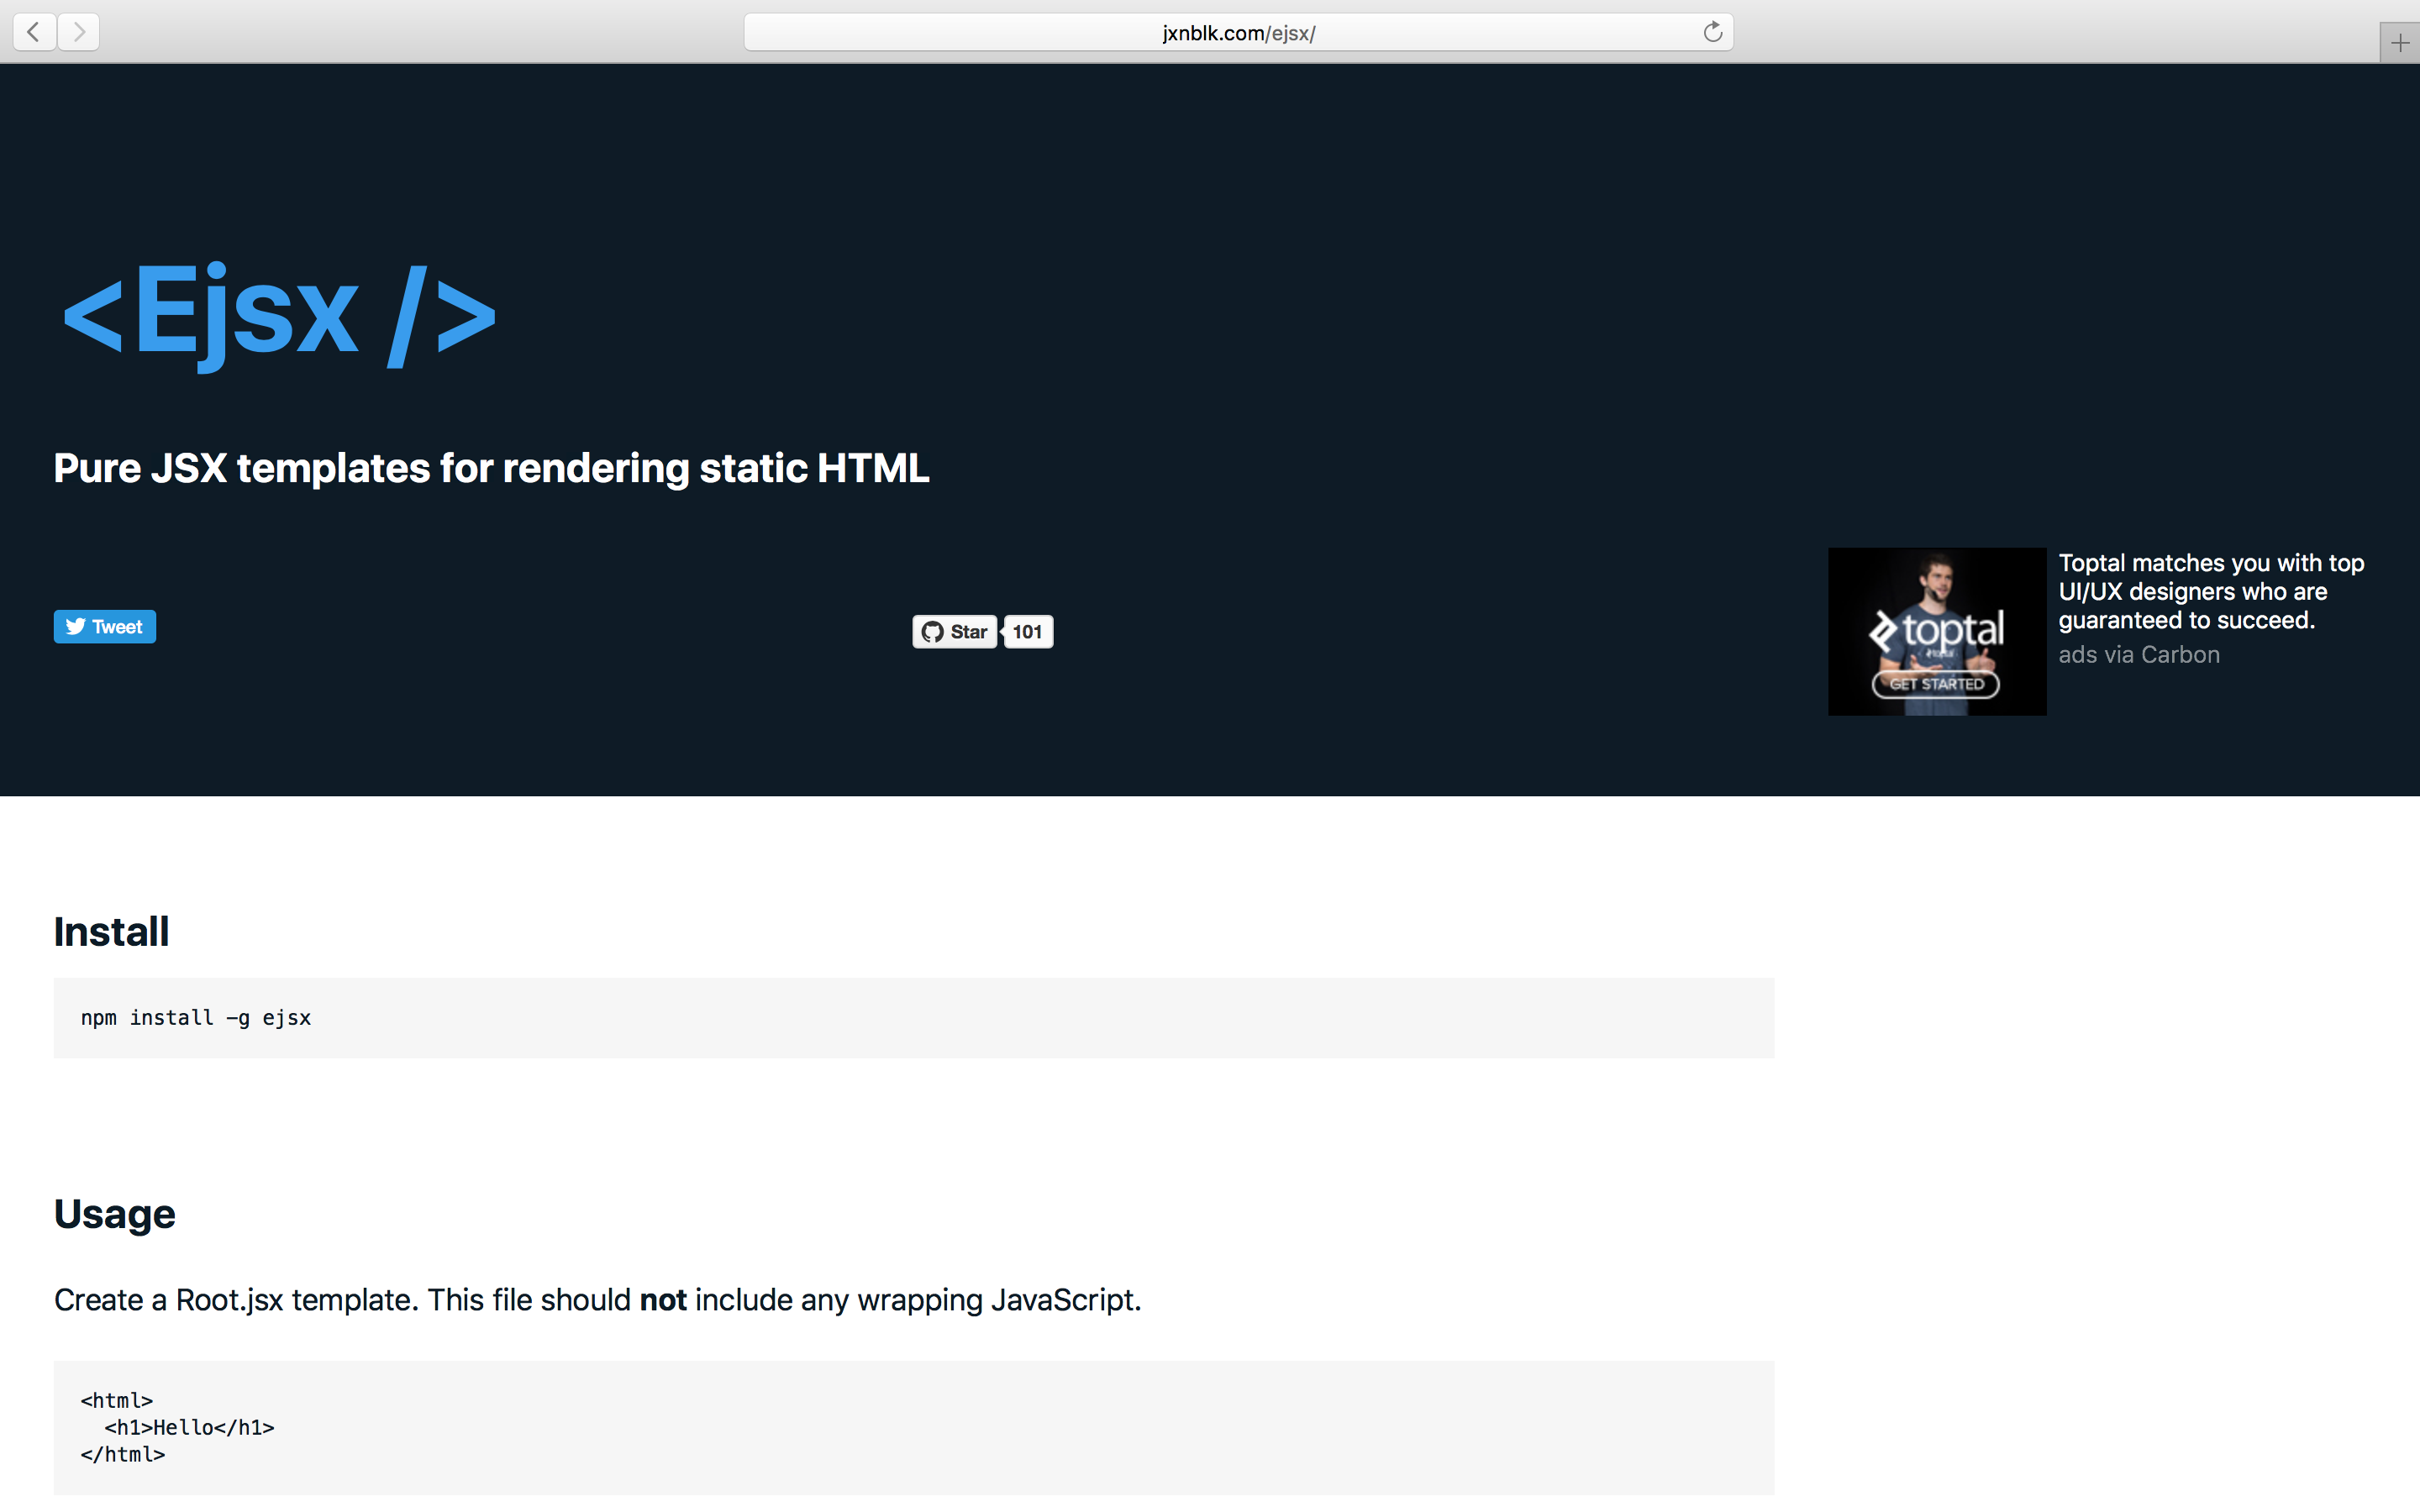 jxnblk.com/ejsx/
<Ejsx />
Pure JSX templates for rendering static HTML
Tweet
Star 101
toptal
GET STARTED
Toptal matches you with top
UI/UX designers who are
guaranteed to succeed.
ads via Carbon
Install
npm install -g ejsx
Usage
Create a Root.jsx template. This file should not include any wrapping JavaScript.
<html>
  <h1>Hello</h1>
</html>